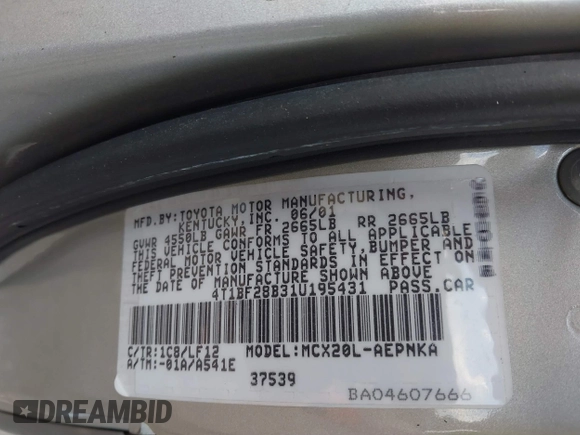 MFD.BY:TOYOTA MOTOR MANUFACTURING,
KENTUCKY,INC. 06/01
GVWR 4550LB GAWR FR 2665LB RR 2665LB
THIS VEHICLE CONFORMS TO ALL APPLICABLE
FEDERAL MOTOR VEHICLE SAFETY, BUMPER AND
THEFT PREVENTION STANDARDS IN EFFECT ON
THE DATE OF MANUFACTURE SHOWN ABOVE
4T1BF28B31U195431 PASS.CAR
C/TR:1C8/LF12 MODEL:MCX20L-AEPNKA
A/TM:-01A/A541E
37539
BA04607666
DREAMBID